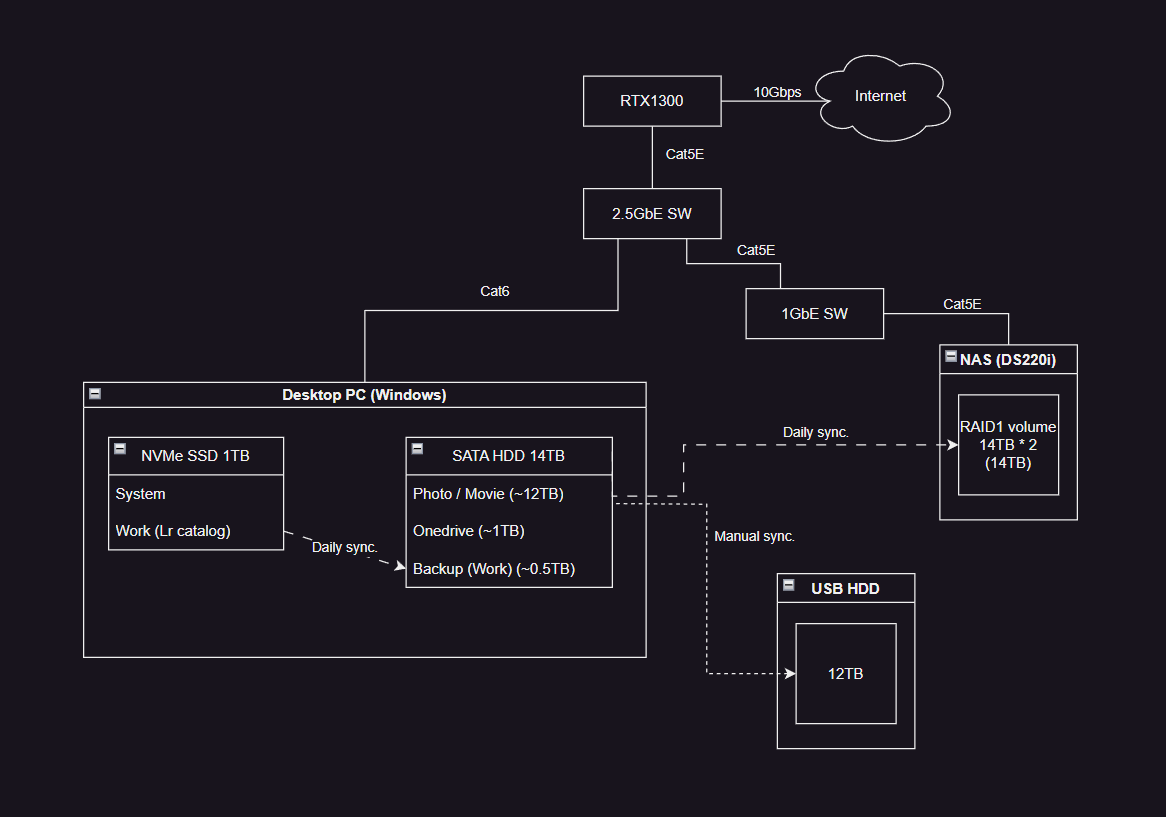 RTX1300
10Gbps
Internet
Cat5E
2.5GbE SW
Cat5E
Cat6
1GbE SW
Cat5E
NAS (DS220i)
RAID1 volume
14TB * 2
(14TB)
Desktop PC (Windows)
NVMe SSD 1TB
System
Work (Lr catalog)
Daily sync.
SATA HDD 14TB
Photo / Movie (~12TB)
Onedrive (~1TB)
Backup (Work) (~0.5TB)
Daily sync.
Manual sync.
USB HDD
12TB